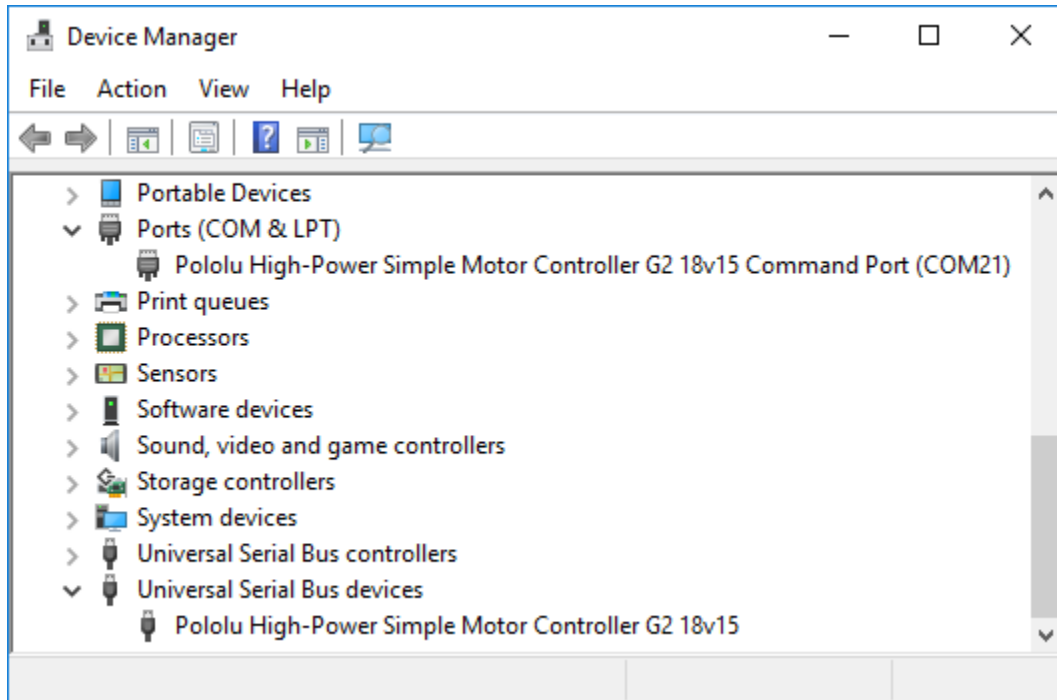 Device Manager
File Action View Help
Portable Devices
Ports (COM & LPT)
Pololu High-Power Simple Motor Controller G2 18v15 Command Port (COM21)
Print queues
Processors
Sensors
Software devices
Sound, video and game controllers
Storage controllers
System devices
Universal Serial Bus controllers
Universal Serial Bus devices
Pololu High-Power Simple Motor Controller G2 18v15